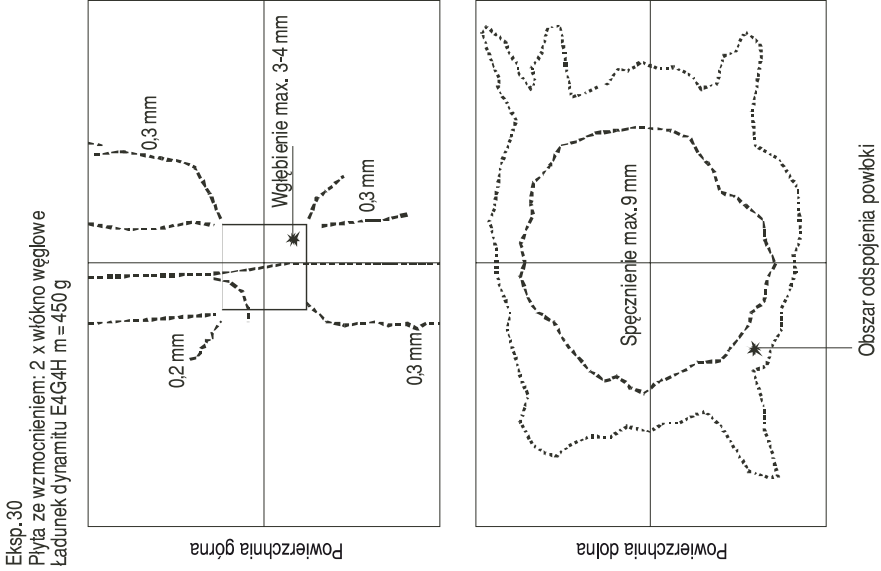 Eksp.30
Płyta ze wzmocnieniem: 2 x włókno węglowe
Ładunek dynamitu E4G4H m = 450 g
Powierzchnia górna
0,3 mm
Wgłębienie max. 3-4 mm
0,3 mm
0,2 mm
0,3 mm
Powierzchnia dolna
Spęcznienie max. 9 mm
Obszar odspojenia powłoki